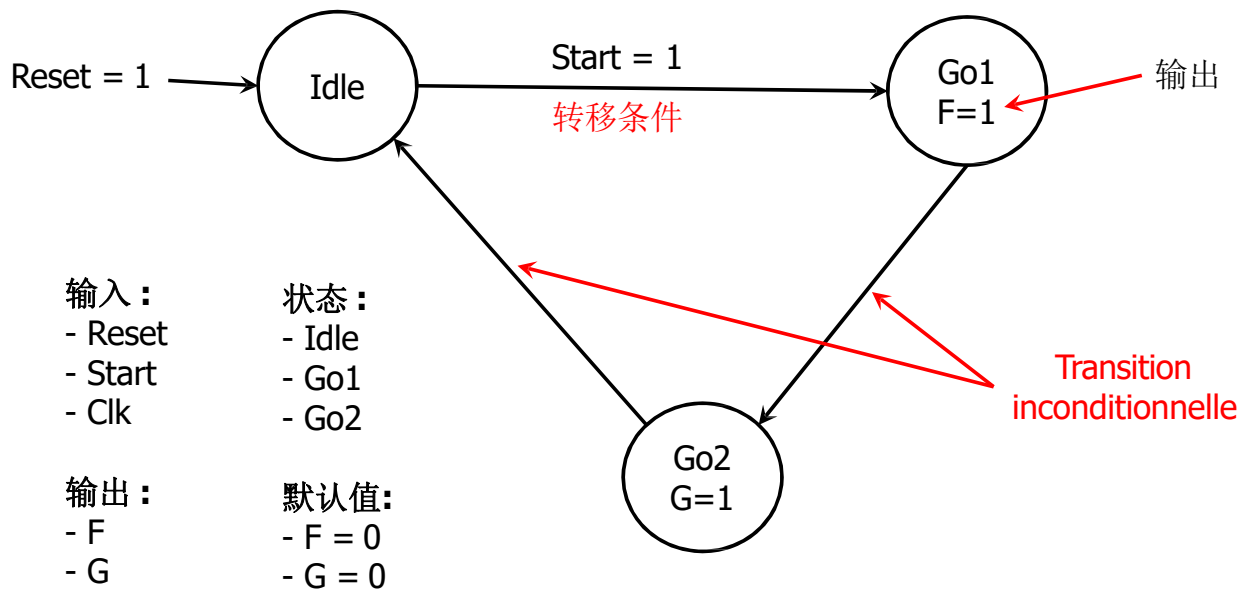 Start = 1
Reset = 1
Idle
转移条件
Go1
F=1
输出
输入 :
- Reset
- Start
- Clk
状态 :
- Idle
- Go1
- Go2
Transition
inconditionnelle
Go2
G=1
输出 :
- F
- G
默认值:
- F = 0
- G = 0